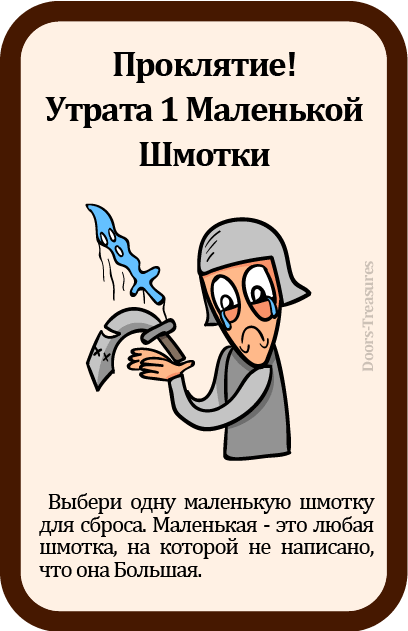 Проклятие!
Утрата 1 Маленькой
Шмотки
Doors-Treasures
Выбери одну маленькую шмотку
для сброса. Маленькая - это любая
шмотка, на которой не написано,
что она Большая.